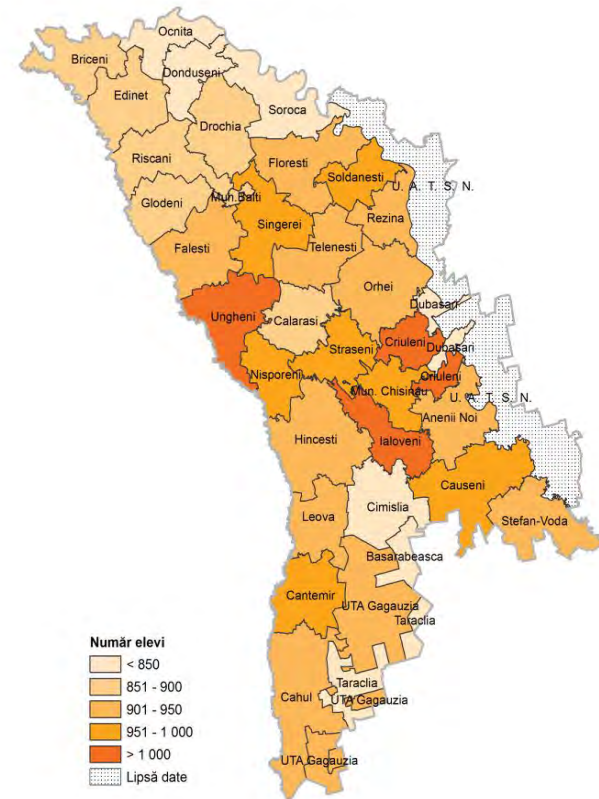 Ocnita
Briceni
Donduseni
Edinet
Soroca
Drochia
Riscani
Floresti
Soldanesti
U. A. T. S. N.
Mun.Balti
Glodeni
Singerei
Rezina
Falesti
Telenesti
Orhei
Dubasari
Ungheni
Calarasi
Criuleni
Dubasari
Straseni
Nisporeni
Criuleni
Mun. Chisinau
U. A. T. S. N.
Anenii Noi
Hincesti
Ialoveni
Causeni
Cimislia
Leova
Stefan-Voda
Basarabeasca
Cantemir
UTA Gagauzia
Taraclia
Număr elevi
< 850
851 - 900
901 - 950
951 - 1 000
> 1 000
Lipsă date
Taraclia
Cahul
UTA Gagauzia
UTA Gagauzia